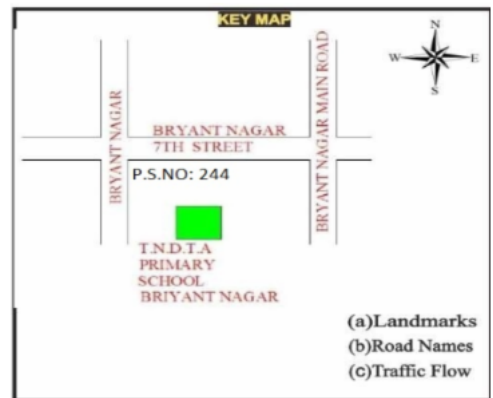 KEY MAP
N
W
E
S
BRYANT NAGAR
BRYANT NAGAR MAIN ROAD
BRYANT NAGAR
7TH STREET
P.S.NO: 244
T.N.D.T.A
PRIMARY
SCHOOL
BRIYANT NAGAR
(a)Landmarks
(b)Road Names
(c)Traffic Flow